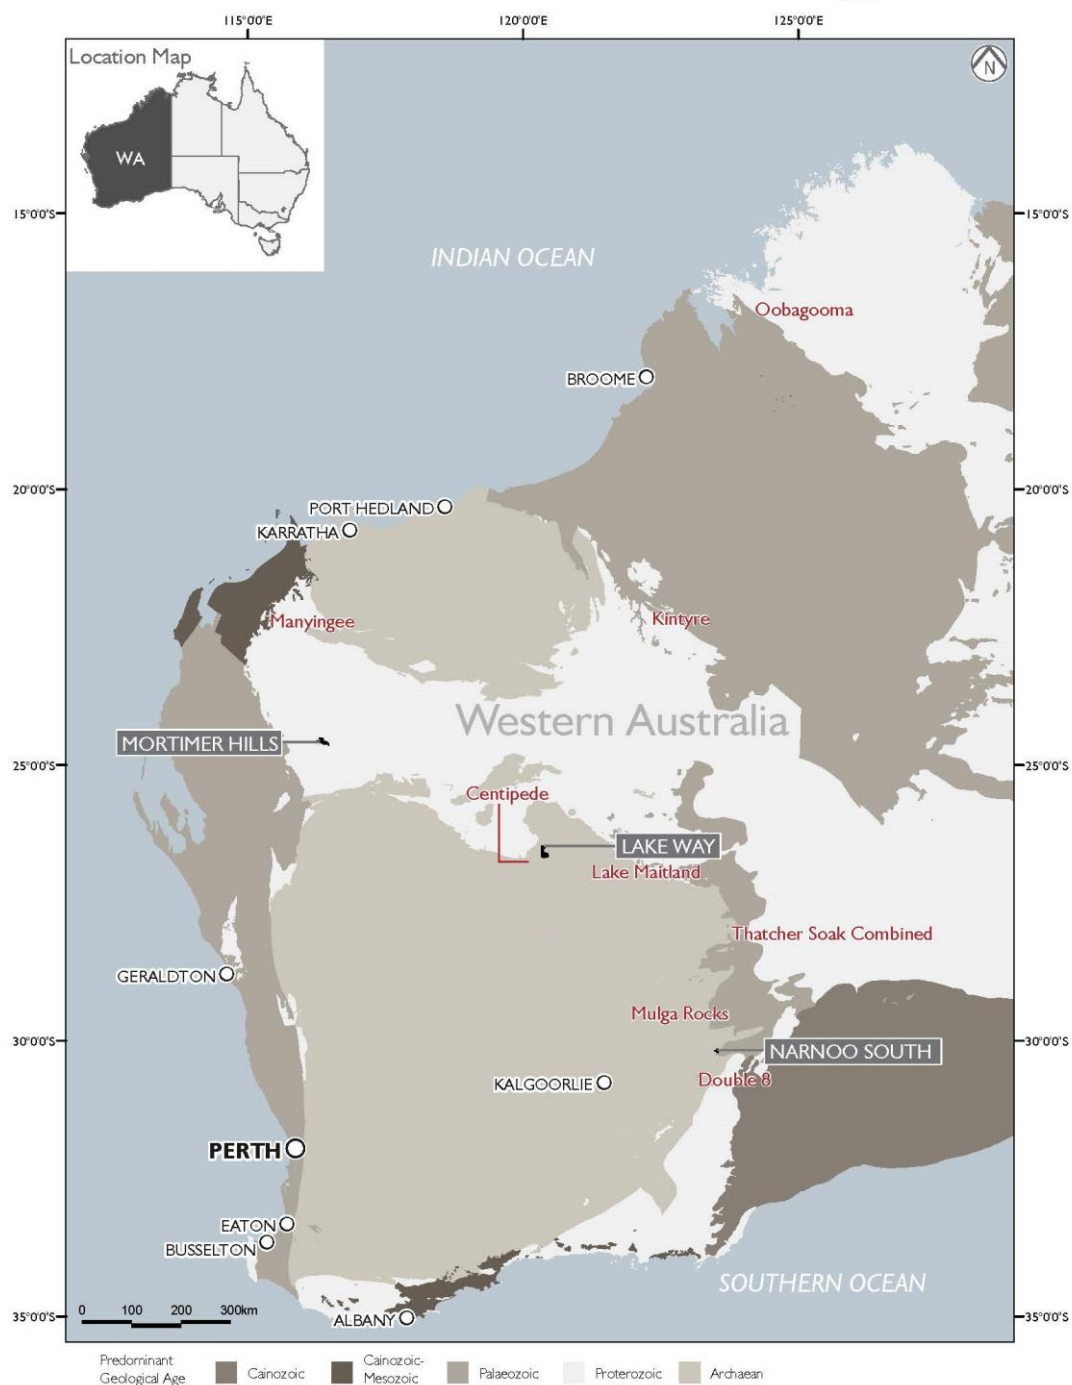 115°0'0"E
120°0'0"E
125°0'0"E
Location Map
WA
N
15°0'0"S
15°0'0"S
INDIAN OCEAN
Oobagooma
BROOME
20°0'0"S
20°0'0"S
PORT HEDLAND
KARRATHA
Manyingee
Kintyre
Western Australia
MORTIMER HILLS
25°0'0"S
25°0'0"S
Centipede
LAKE WAY
Lake Maitland
Thatcher Soak Combined
GERALDTON
Mulga Rocks
30°0'0"S
30°0'0"S
NARNOO SOUTH
Double 8
KALGOORLIE
PERTH
EATON
BUSSELTON
SOUTHERN OCEAN
0 100 200 300km
35°0'0"S
35°0'0"S
ALBANY
Predominant
Geological Age
Cainozoic
Cainozoic-
Mesozoic
Palaeozoic
Proterozoic
Archaean